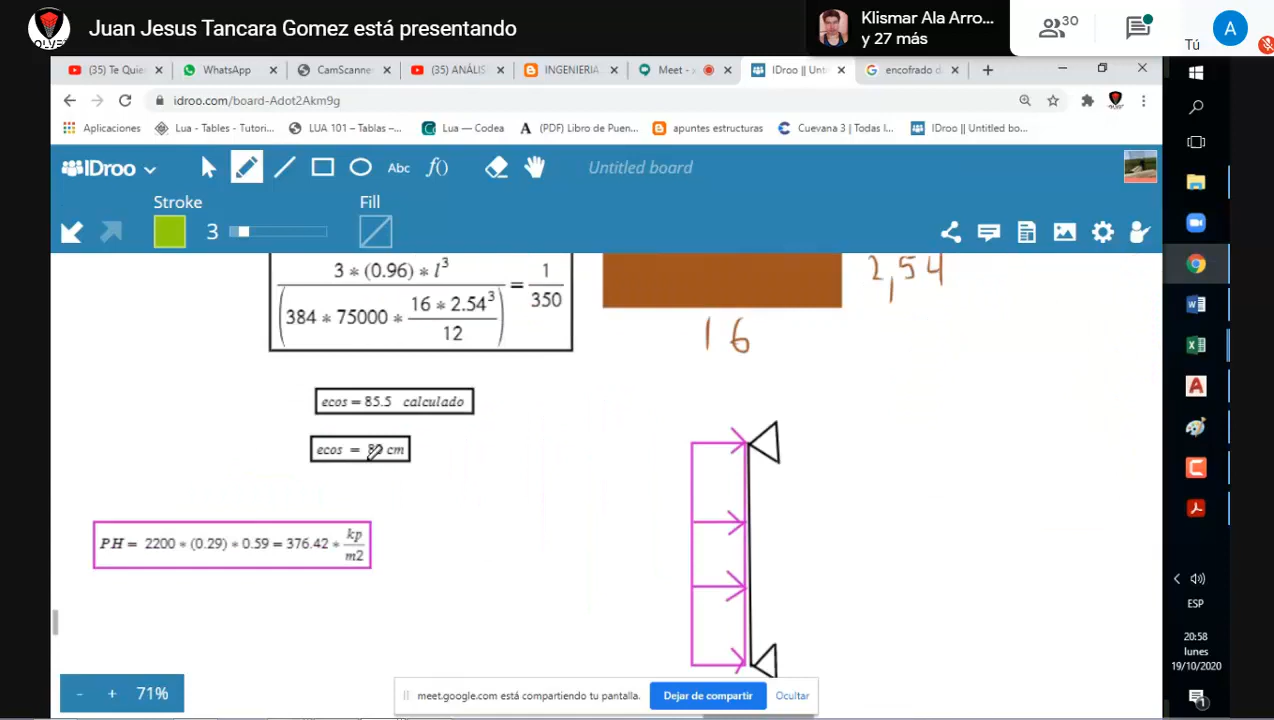 Juan Jesus Tancara Gomez está presentando
Klismar Ala Arro...
y 27 más
30
A
Tú
(35) Te Quie
WhatsApp
CamScanne
(35) ANÁLIS
INGENIERIA
Meet -
IDroo || Unt
encofrado d
idroo.com/board-Adot2Akm9g
Aplicaciones
Lua - Tables - Tutori...
LUA 101 – Tablas –...
Lua — Codea
(PDF) Libro de Puen...
apuntes estructuras
Cuevana 3 | Todas l...
IDroo || Untitled bo...
IDroo
Abc
f()
Untitled board
Stroke
Fill
3
3 * (0.96) * l³ / (384 * 75000 * 16 * 2.54³ / 12) = 1 / 350
2,54
16
ecos = 85.5 calculado
ecos = cm
PH = 2200 * (0.29) * 0.59 = 376.42 * kp / m2
- + 71%
meet.google.com está compartiendo tu pantalla.
Dejar de compartir
Ocultar
ESP
20:58
lunes
19/10/2020
1